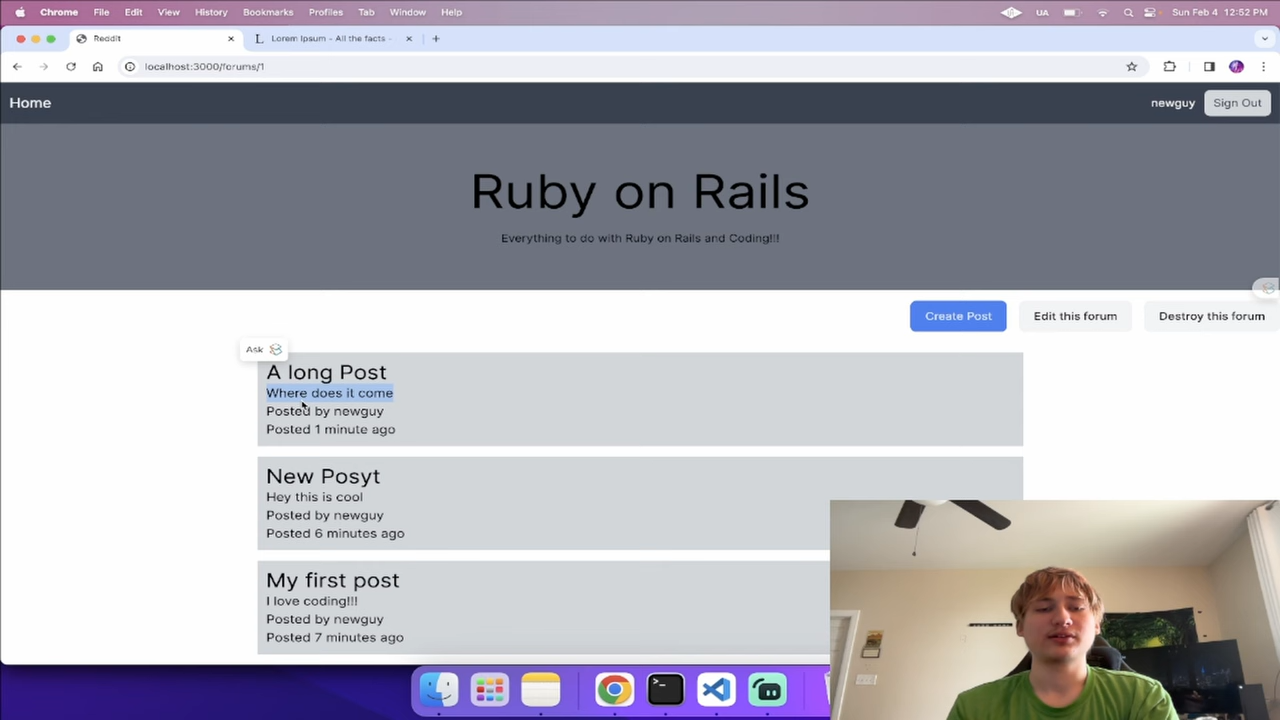 Chrome File Edit View History Bookmarks Profiles Tab Window Help UA Sun Feb 4 12:52 PM
Reddit L Lorem Ipsum - All the facts -
localhost:3000/forums/1
Home newguy Sign Out
Ruby on Rails
Everything to do with Ruby on Rails and Coding!!!
Create Post Edit this forum Destroy this forum
Ask
A long Post
Where does it come
Posted by newguy
Posted 1 minute ago
New Posyt
Hey this is cool
Posted by newguy
Posted 6 minutes ago
My first post
I love coding!!!
Posted by newguy
Posted 7 minutes ago